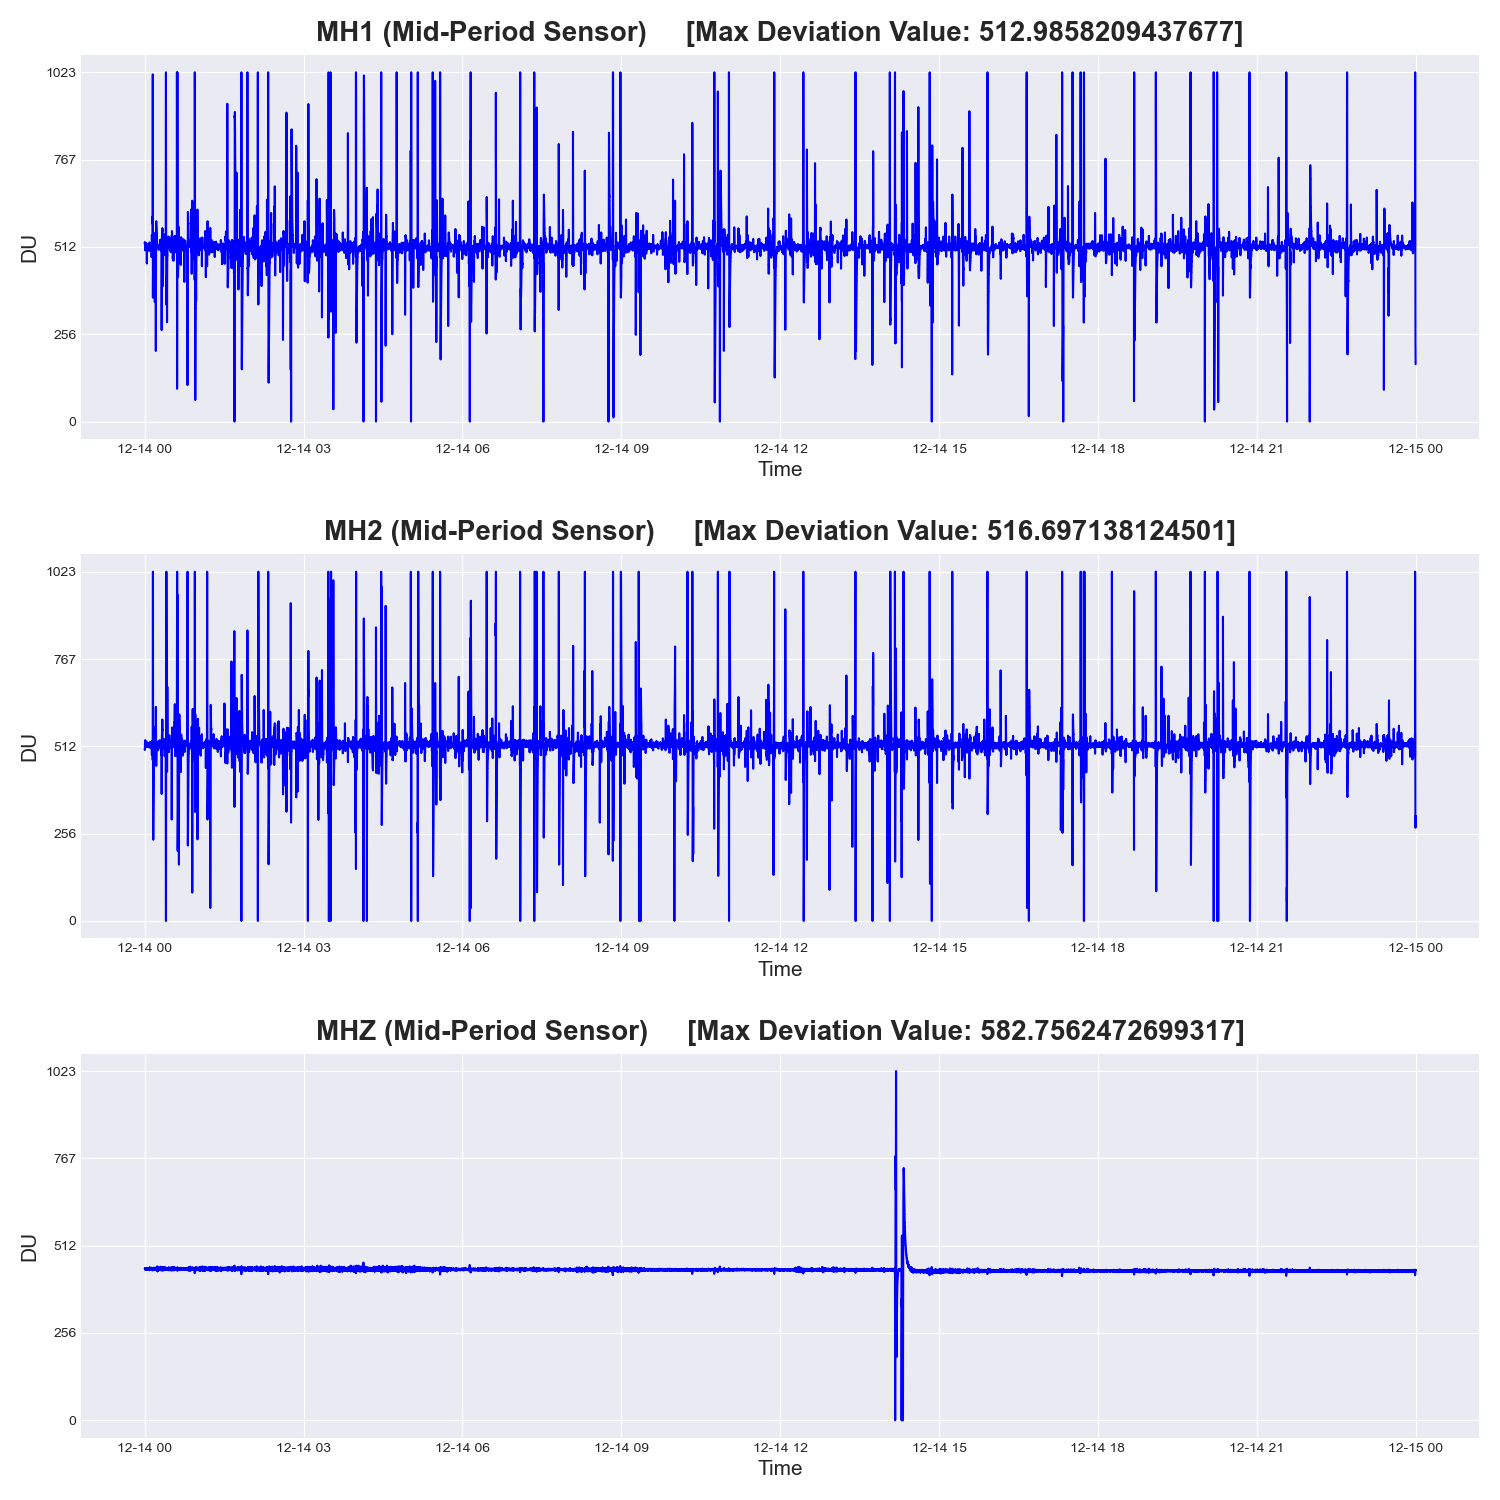 MH1 (Mid-Period Sensor) [Max Deviation Value: 512.9858209437677]
1023
767
512
256
0
DU
12-14 00 12-14 03 12-14 06 12-14 09 12-14 12 12-14 15 12-14 18 12-14 21 12-15 00
Time
MH2 (Mid-Period Sensor) [Max Deviation Value: 516.697138124501]
1023
767
512
256
0
DU
12-14 00 12-14 03 12-14 06 12-14 09 12-14 12 12-14 15 12-14 18 12-14 21 12-15 00
Time
MHZ (Mid-Period Sensor) [Max Deviation Value: 582.7562472699317]
1023
767
512
256
0
DU
12-14 00 12-14 03 12-14 06 12-14 09 12-14 12 12-14 15 12-14 18 12-14 21 12-15 00
Time